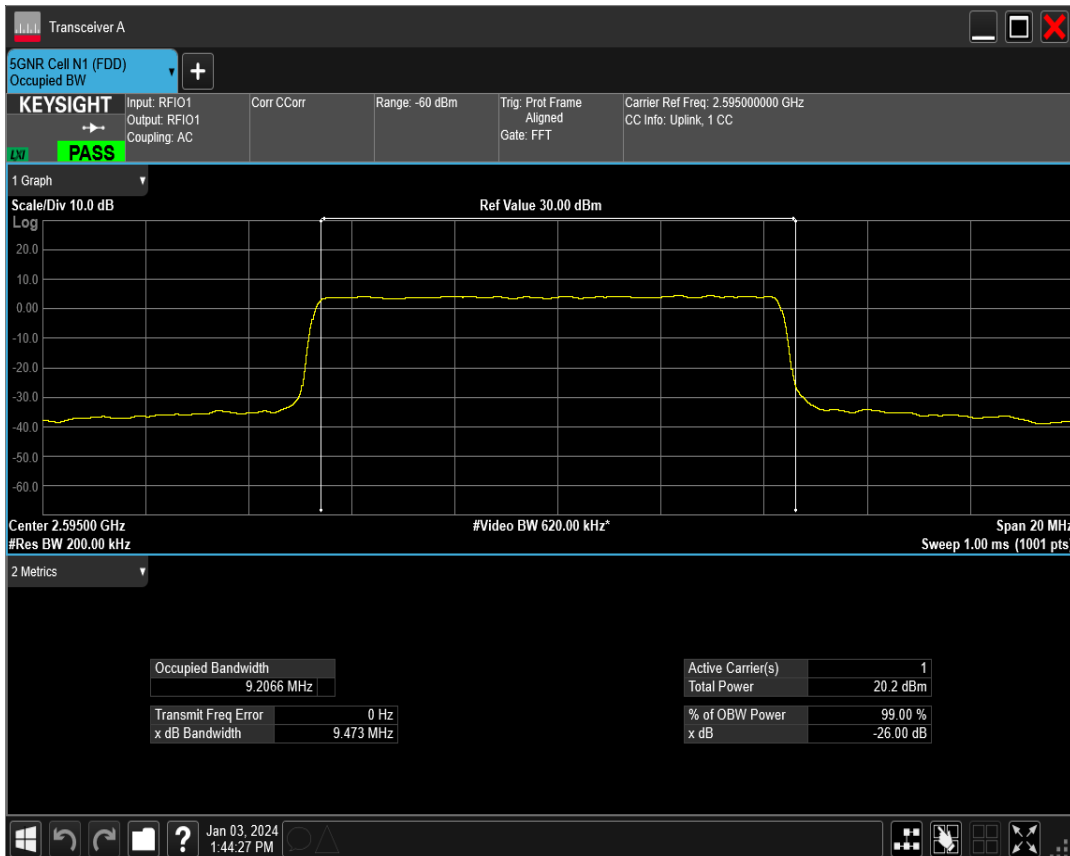 Transceiver A
5GNR Cell N1 (FDD)
Occupied BW
+
KEYSIGHT
LXI
PASS
Input: RFIO1
Output: RFIO1
Coupling: AC
Corr CCorr
Range: -60 dBm
Trig: Prot Frame
Aligned
Gate: FFT
Carrier Ref Freq: 2.595000000 GHz
CC Info: Uplink, 1 CC
1 Graph
Scale/Div 10.0 dB
Ref Value 30.00 dBm
Log
20.0
10.0
0.00
-10.0
-20.0
-30.0
-40.0
-50.0
-60.0
Center 2.59500 GHz
#Video BW 620.00 kHz*
Span 20 MHz
#Res BW 200.00 kHz
Sweep 1.00 ms (1001 pts)
2 Metrics
Occupied Bandwidth
9.2066 MHz
Transmit Freq Error 0 Hz
x dB Bandwidth 9.473 MHz
Active Carrier(s) 1
Total Power 20.2 dBm
% of OBW Power 99.00 %
x dB -26.00 dB
?
Jan 03, 2024
1:44:27 PM